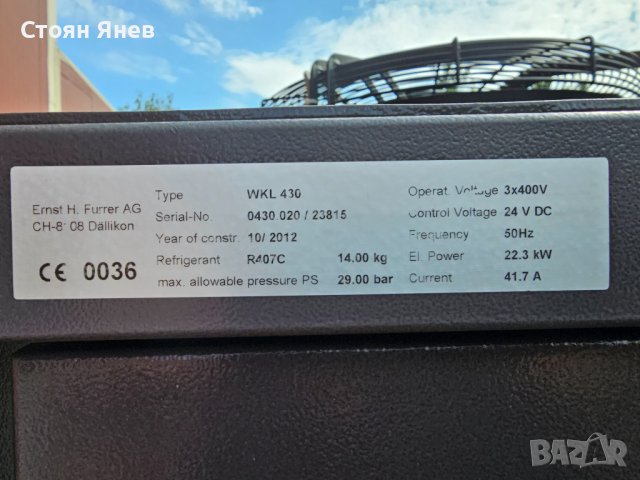 Стоян Янев
Ernst H. Furrer AG
CH-8108 Dällikon
CE 0036
Type WKL 430
Serial-No. 0430.020 / 23815
Year of constr. 10/2012
Refrigerant R407C 14.00 kg
max. allowable pressure PS 29.00 bar
Operat. Voltage 3x400V
Control Voltage 24 V DC
Frequency 50Hz
El. Power 22.3 kW
Current 41.7 A
BAZAR